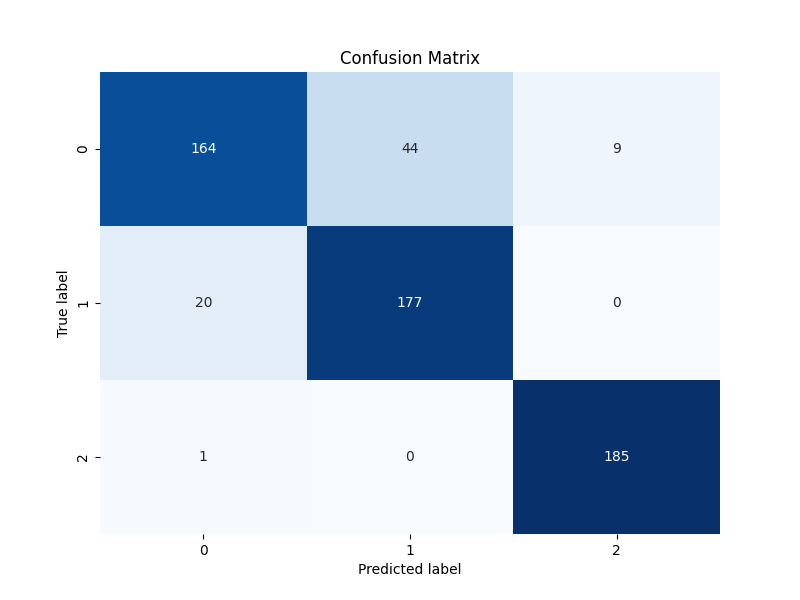 Confusion Matrix
True label
0 164 44 9
1 20 177 0
2 1 0 185
0 1 2
Predicted label